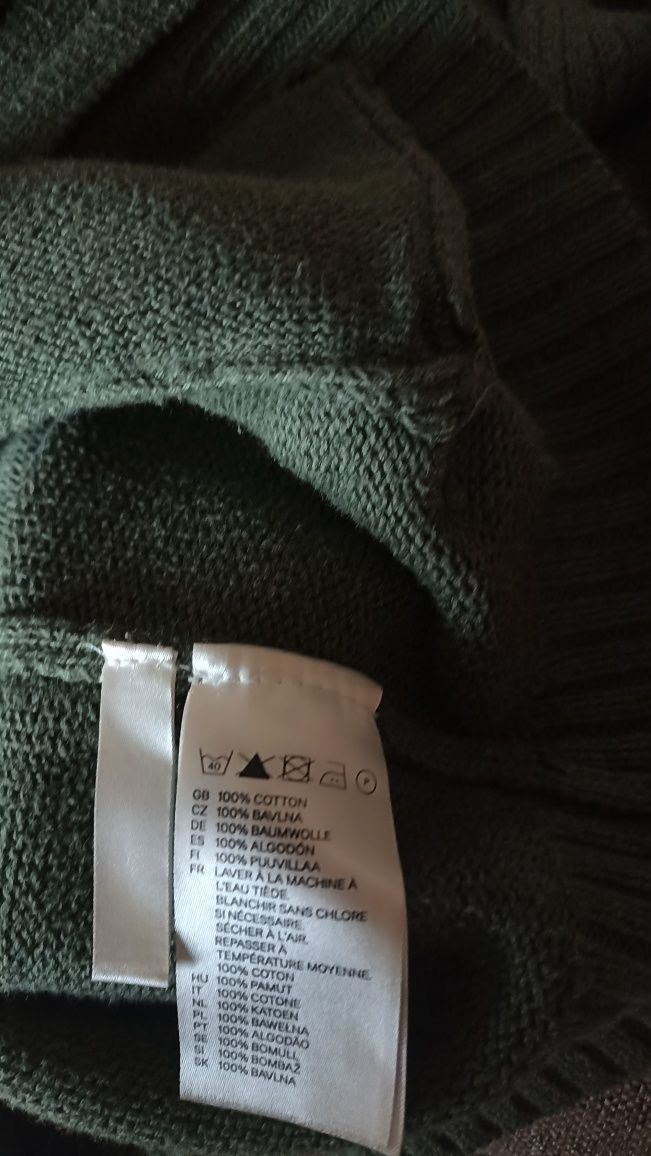 40 P
GB 100% COTTON
CZ 100% BAVLNA
DE 100% BAUMWOLLE
ES 100% ALGODÓN
FI 100% PUUVILLAA
FR LAVER À LA MACHINE À
L'EAU TIÈDE.
BLANCHIR SANS CHLORE
SI NÉCESSAIRE.
SÉCHER À L'AIR.
REPASSER À
TEMPÉRATURE MOYENNE.
100% COTON
HU 100% PAMUT
IT 100% COTONE
NL 100% KATOEN
PL 100% BAWEŁNA
PT 100% ALGODÃO
SE 100% BOMULL
SI 100% BOMBAŽ
SK 100% BAVLNA